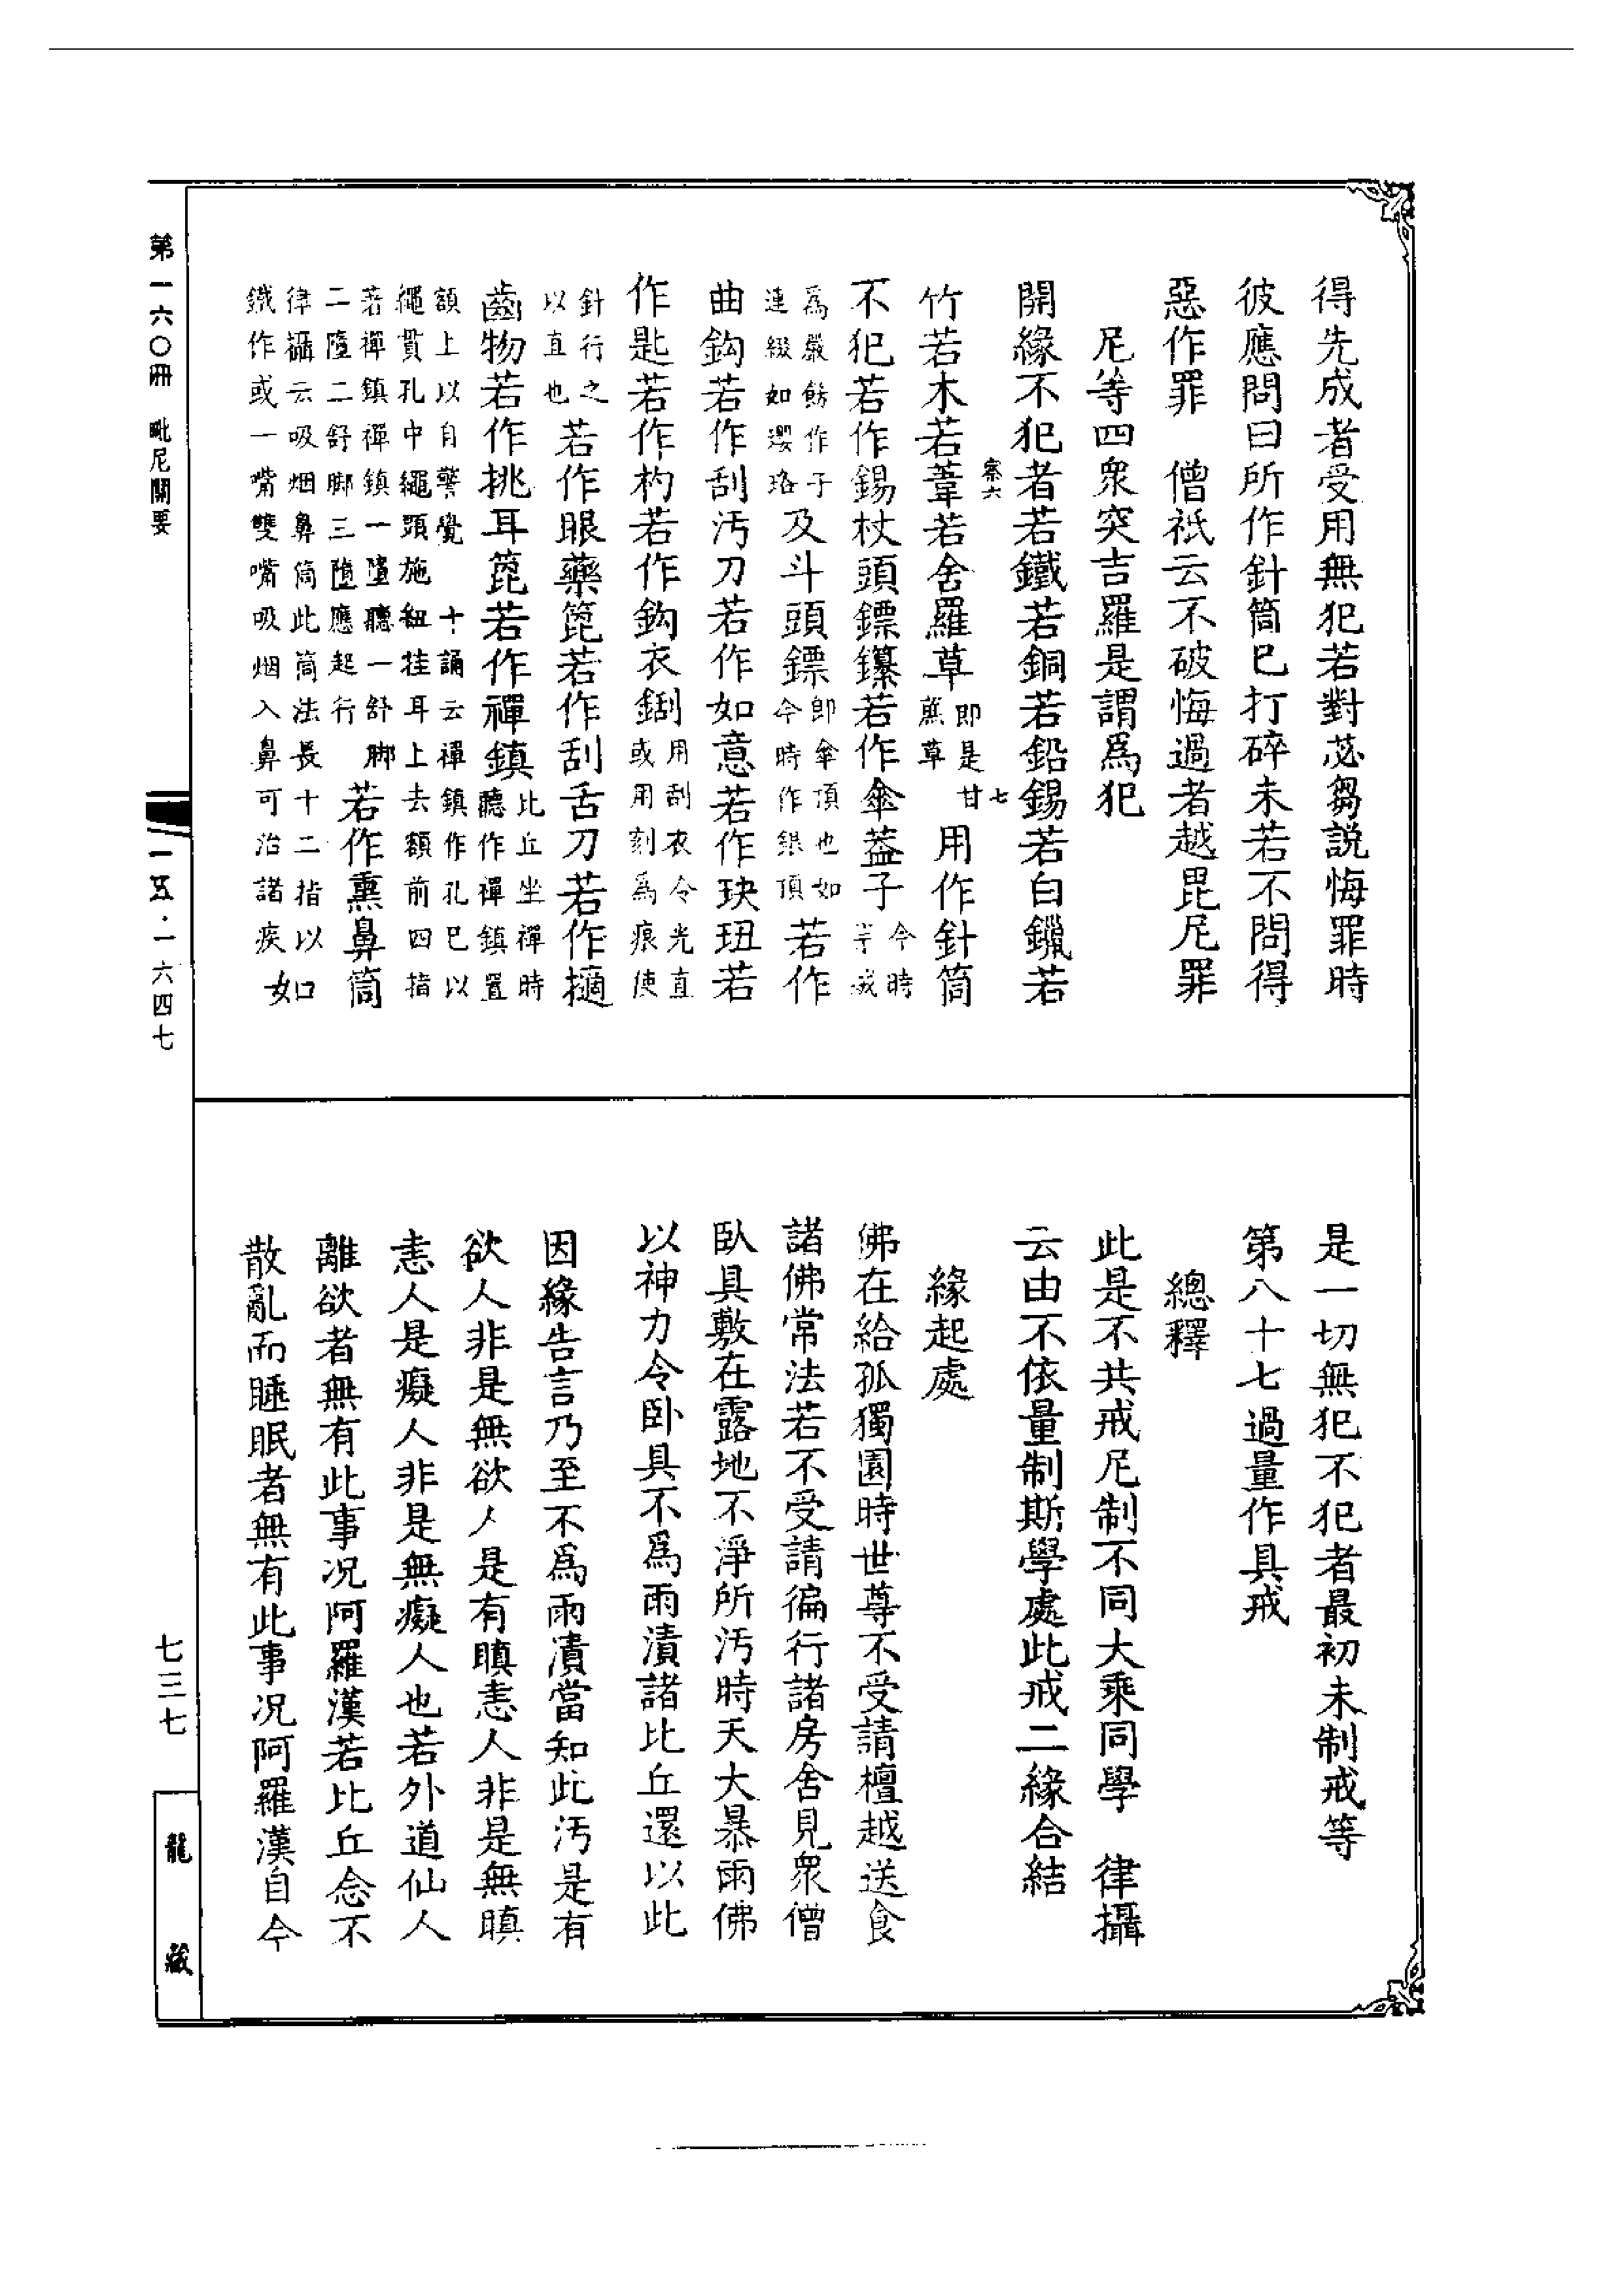 得先成者受用無犯若對苾芻說悔罪時
彼應問曰所作針筒已打碎未若不問得
惡作罪　僧祇云不破悔過者越毘尼罪
尼等四衆突吉羅是謂爲犯
開緣不犯者若鐵若銅若鉛錫若白鑞若
竹若木若葦若舍羅草即是甘蔗草用作針筒
不犯若作錫杖頭鏢䥣若作傘蓋子今時等或
爲嚴飾作子連綴如瓔珞及斗頭鏢即傘頂也如今時作銀頂若作
曲鈎若作刮汚刀若作如意若作玦瑵若
作匙若作杓若作鈎衣𠚥用刮衣令光直或用刻爲痕使
針行之以直也若作眼藥篦若作刮舌刀若作擿
齒物若作挑耳篦若作禪鎮比丘坐禪時聽作禪鎮置
額上以自警覺　十誦云禪鎮作孔已以
繩貫孔中繩頭施紐挂耳上去額前四指
若禪鎮禪鎮一墮聽一舒脚
二墮二舒脚三墮應起行若作熏鼻筒
律攝云吸烟鼻筒此筒法長十二指以
鐵作或一嘴雙嘴吸烟入鼻可治諸疾如
是一切無犯不犯者最初未制戒等
第八十七過量作具戒
總釋
此是不共戒尼制不同大乘同學　律攝
云由不依量制斯學處此戒二緣合結
緣起處
佛在給孤獨園時世尊不受請檀越送食
諸佛常法若不受請徧行諸房舍見衆僧
臥具敷在露地不淨所汚時天大暴雨佛
以神力令卧具不爲雨漬諸比丘還以此
因緣告言乃至不爲雨漬當知此汚是有
欲人非是無欲人是有瞋恚人非是無瞋
恚人是癡人非是無癡人也若外道仙人
離欲者無有此事况阿羅漢若比丘念不
散亂而睡眠者無有此事况阿羅漢自今
第一六〇冊　毗尼關要
一五·一六四七
七三七
龍藏
察六
七